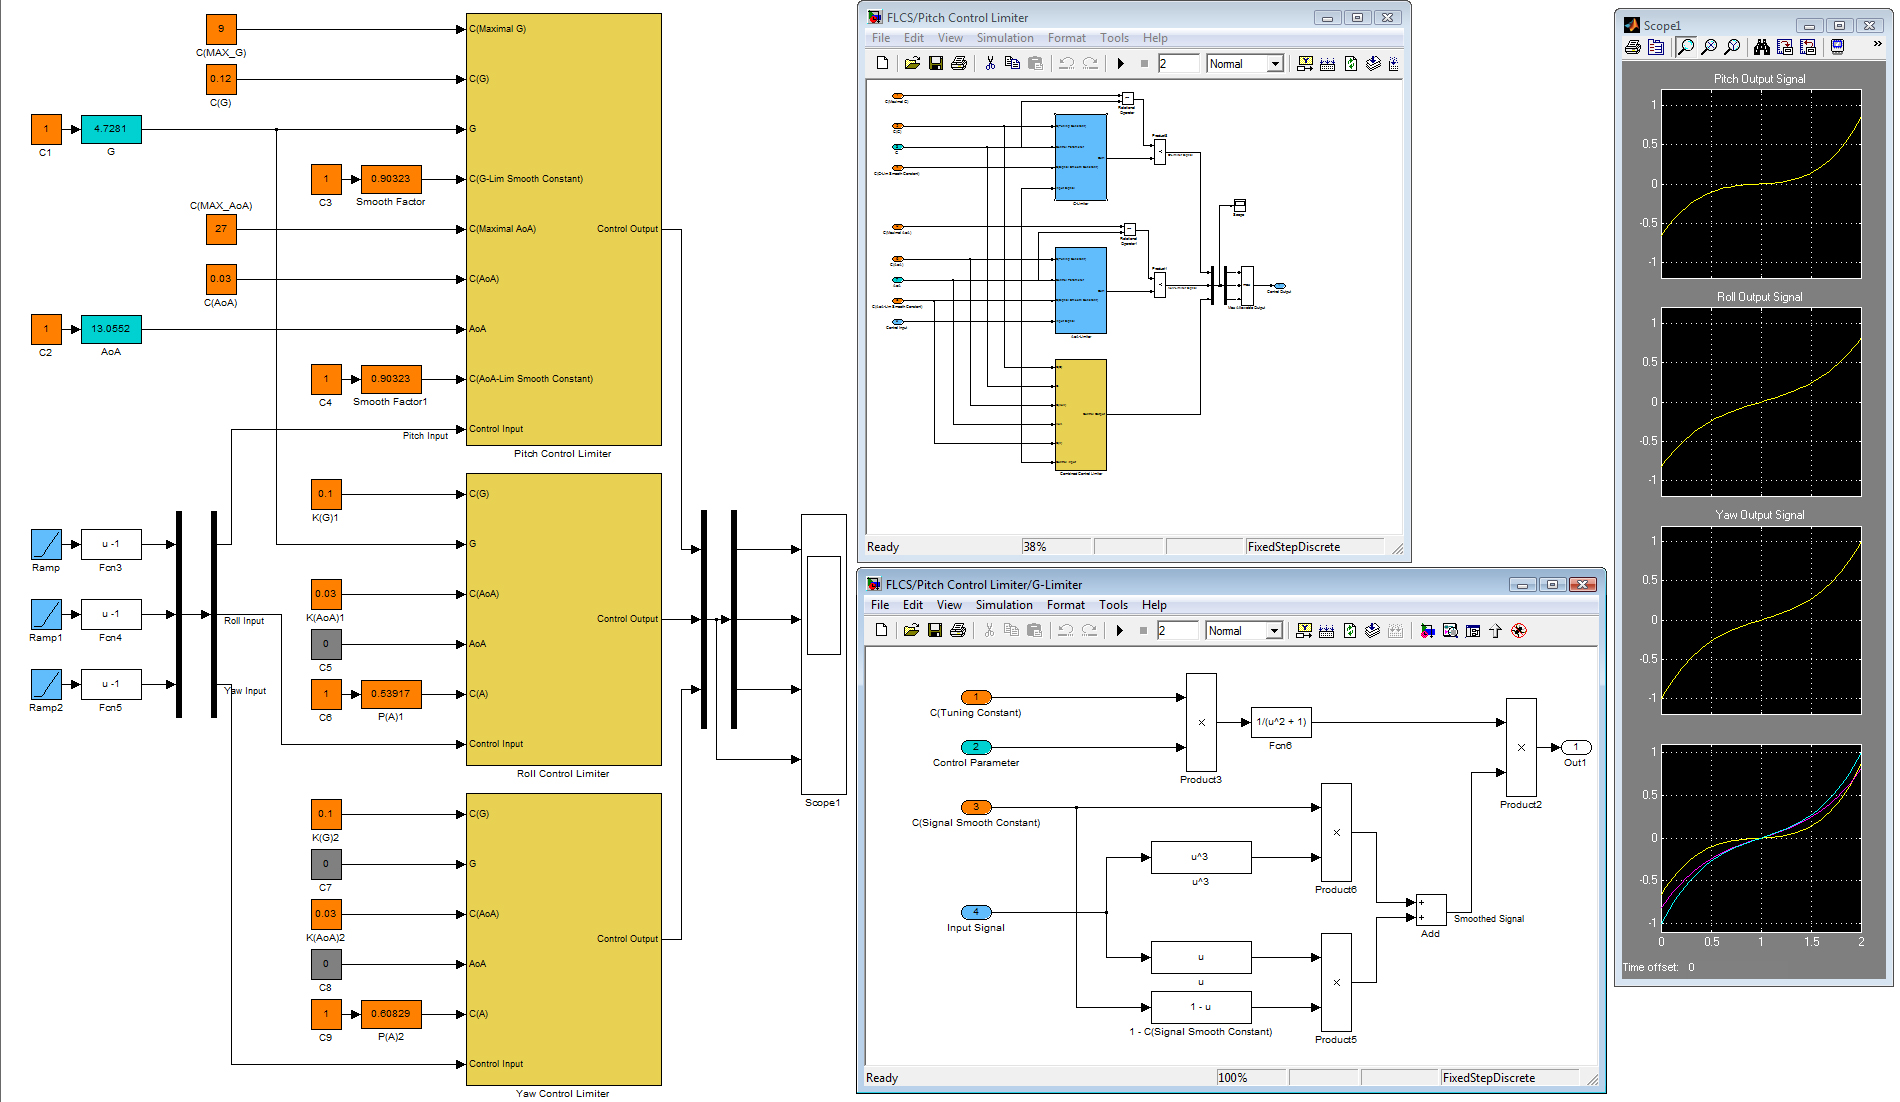 9
C(MAX_G)
0.12
C(G)
1
C1
4.7281
G
1
C3
0.90323
Smooth Factor
C(MAX_AoA)
27
0.03
C(AoA)
1
C2
13.0552
AoA
1
C4
0.90323
Smooth Factor1
Pitch Input
C(Maximal G)
C(G)
G
C(G-Lim Smooth Constant)
C(Maximal AoA)
Control Output
C(AoA)
AoA
C(AoA-Lim Smooth Constant)
Control Input
Pitch Control Limiter
Ramp
u -1
Fcn3
Ramp1
u -1
Fcn4
Ramp2
u -1
Fcn5
Roll Input
Yaw Input
0.1
K(G)1
0.03
K(AoA)1
0
C5
1
C6
0.53917
P(A)1
C(G)
G
C(AoA)
Control Output
AoA
C(A)
Control Input
Roll Control Limiter
0.1
K(G)2
0
C7
0.03
K(AoA)2
0
C8
1
C9
0.60829
P(A)2
C(G)
G
C(AoA)
Control Output
AoA
C(A)
Control Input
Yaw Control Limiter
Scope1
FLCS/Pitch Control Limiter
File Edit View Simulation Format Tools Help
2 Normal
Ready 38% FixedStepDiscrete
FLCS/Pitch Control Limiter/G-Limiter
File Edit View Simulation Format Tools Help
2 Normal
1
C(Tuning Constant)
2
Control Parameter
×
Product3
1/(u^2 + 1)
Fcn6
3
C(Signal Smooth Constant)
u^3
u^3
×
Product6
4
Input Signal
u
u
1 - u
1 - C(Signal Smooth Constant)
×
Product5
+
+
Add
Smoothed Signal
×
Product2
1
Out1
Ready 100% FixedStepDiscrete
Scope1
»
Pitch Output Signal
1
0.5
0
-0.5
-1
Roll Output Signal
1
0.5
0
-0.5
-1
Yaw Output Signal
1
0.5
0
-0.5
-1
1
0.5
0
-0.5
-1
0 0.5 1 1.5 2
Time offset: 0